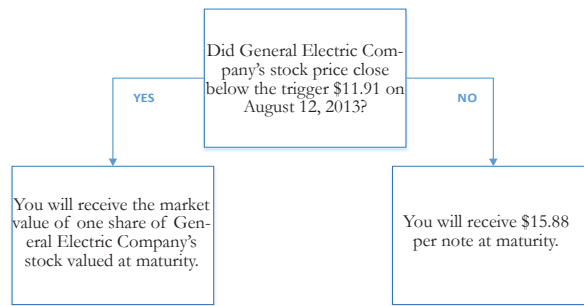 Did General Electric Com-
pany's stock price close
below the trigger $11.91 on
August 12, 2013?
YES
NO
You will receive the market
value of one share of Gen-
eral Electric Company's
stock valued at maturity.
You will receive $15.88
per note at maturity.